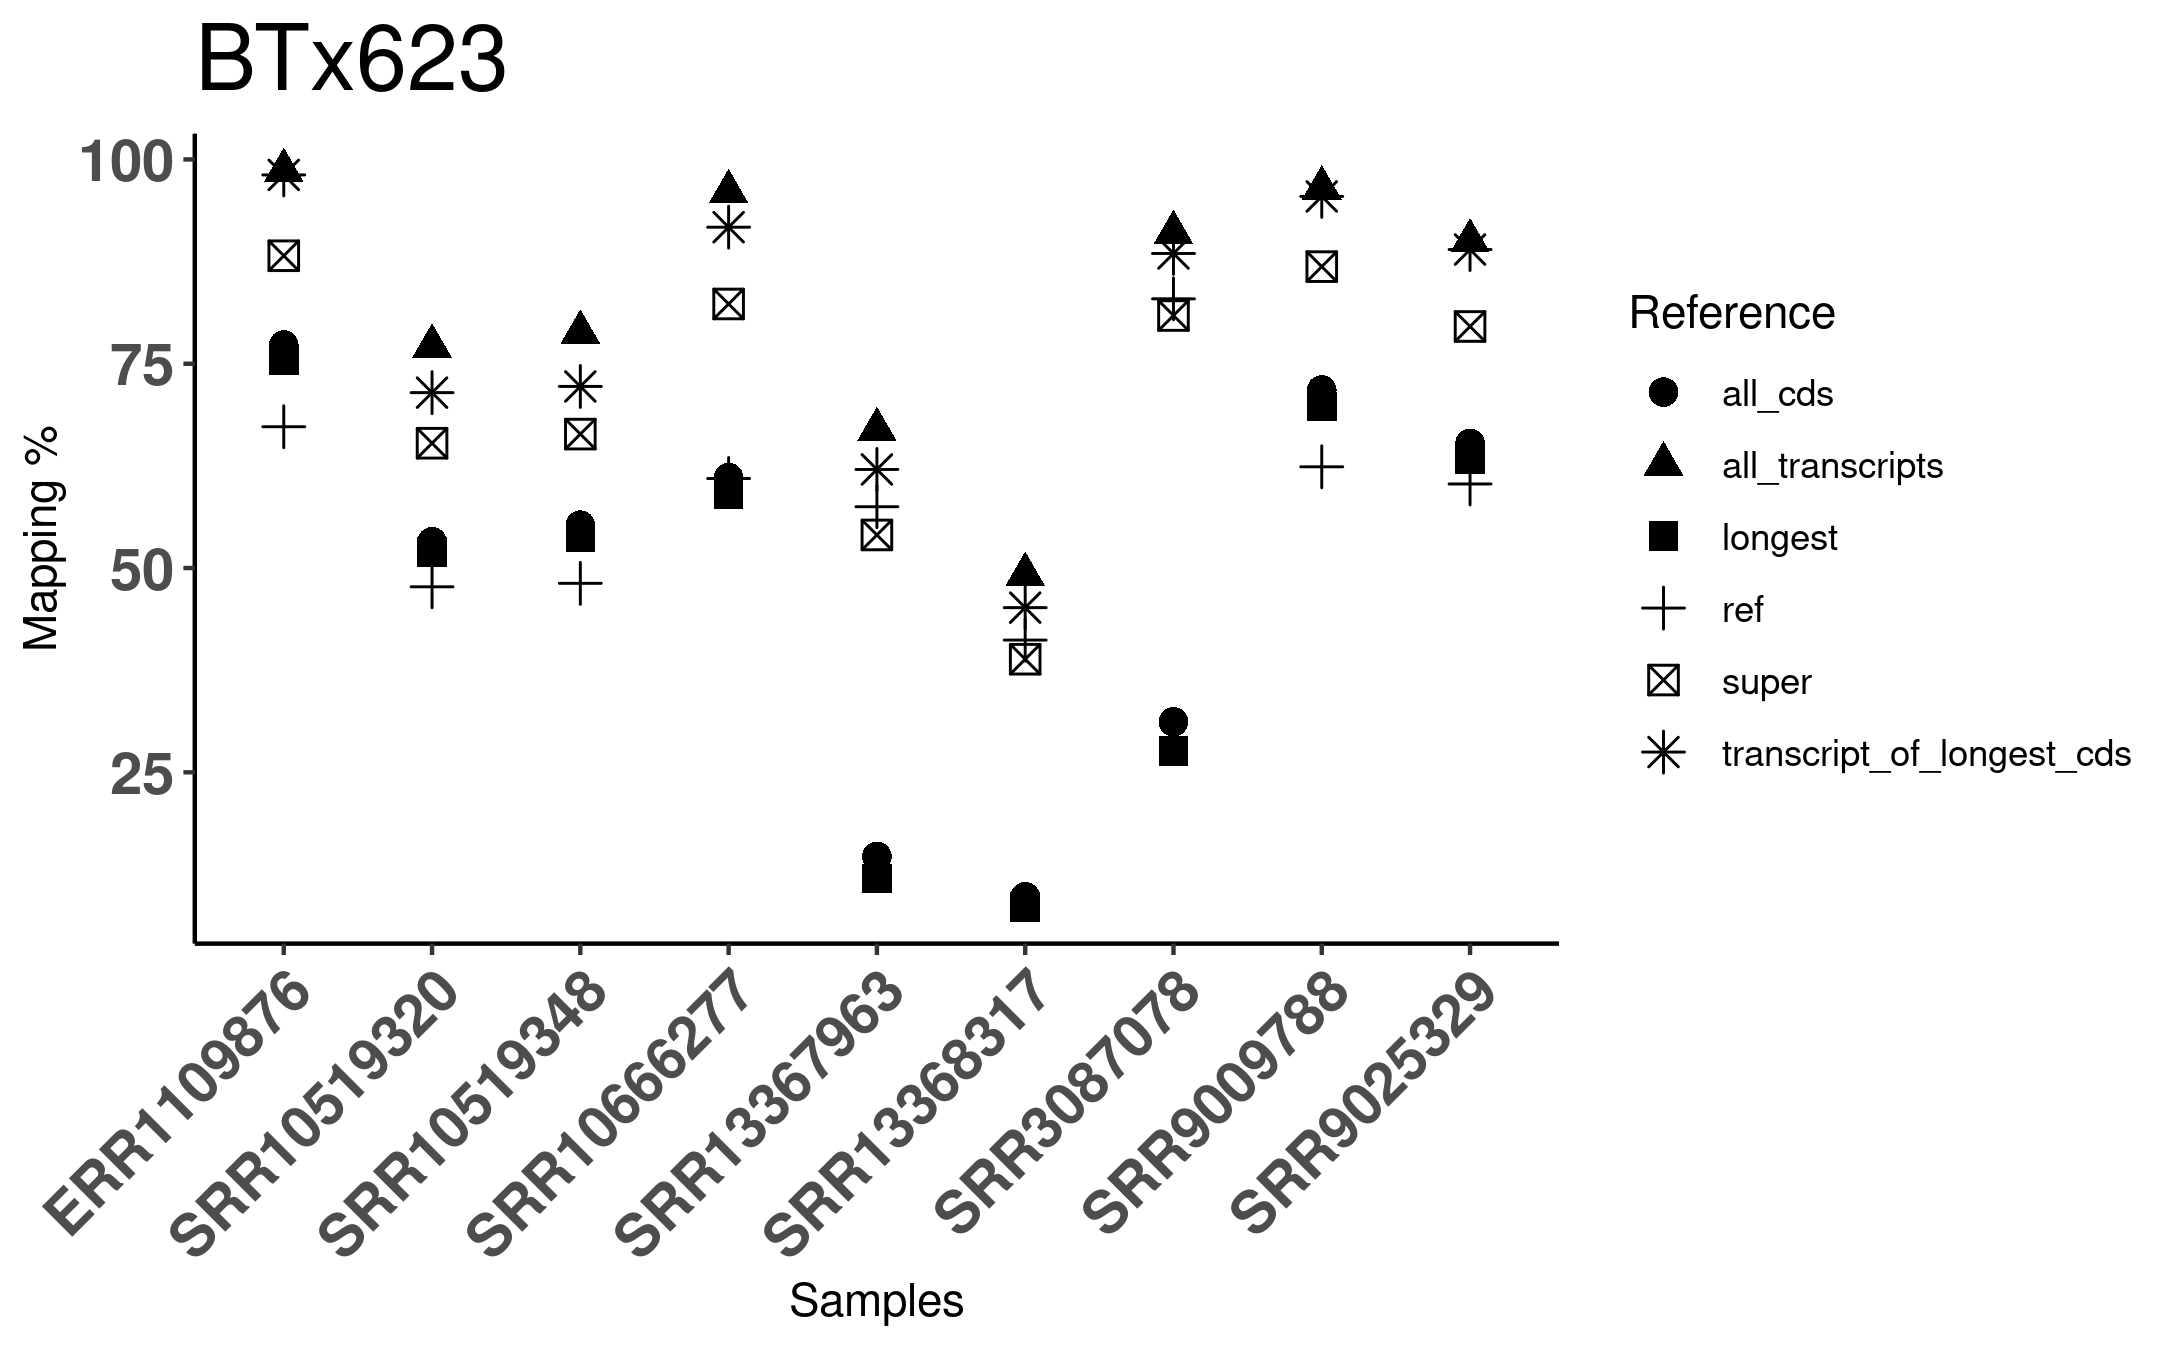 BTx623
100
75
50
25
Mapping %
ERR1109876
SRR10519320
SRR10519348
SRR10666277
SRR13367963
SRR13368317
SRR3087078
SRR9009788
SRR9025329
Samples
Reference
all_cds
all_transcripts
longest
ref
super
transcript_of_longest_cds